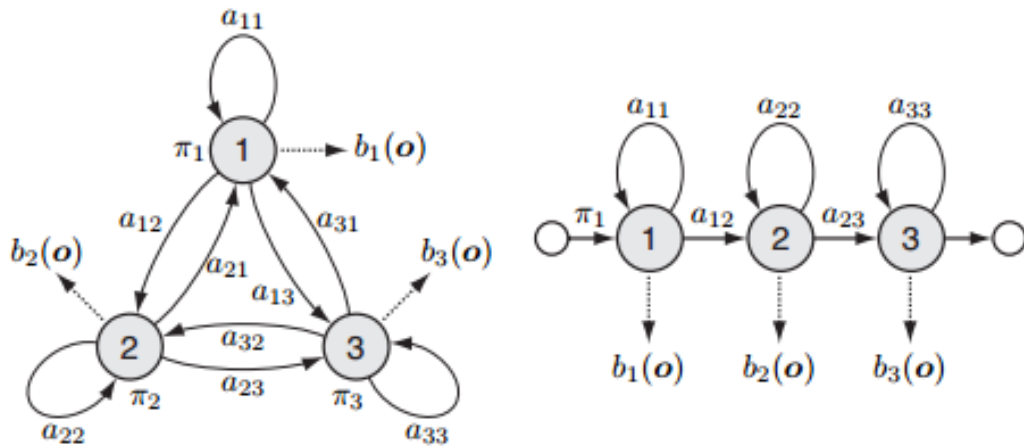 a₁₁
π₁ 1 b₁(o)
a₁₂ a₃₁
b₂(o) a₂₁ b₃(o)
a₁₃
2 a₃₂ 3
π₂ a₂₃ π₃
a₂₂ a₃₃
a₁₁ a₂₂ a₃₃
π₁ 1 a₁₂ 2 a₂₃ 3
b₁(o) b₂(o) b₃(o)